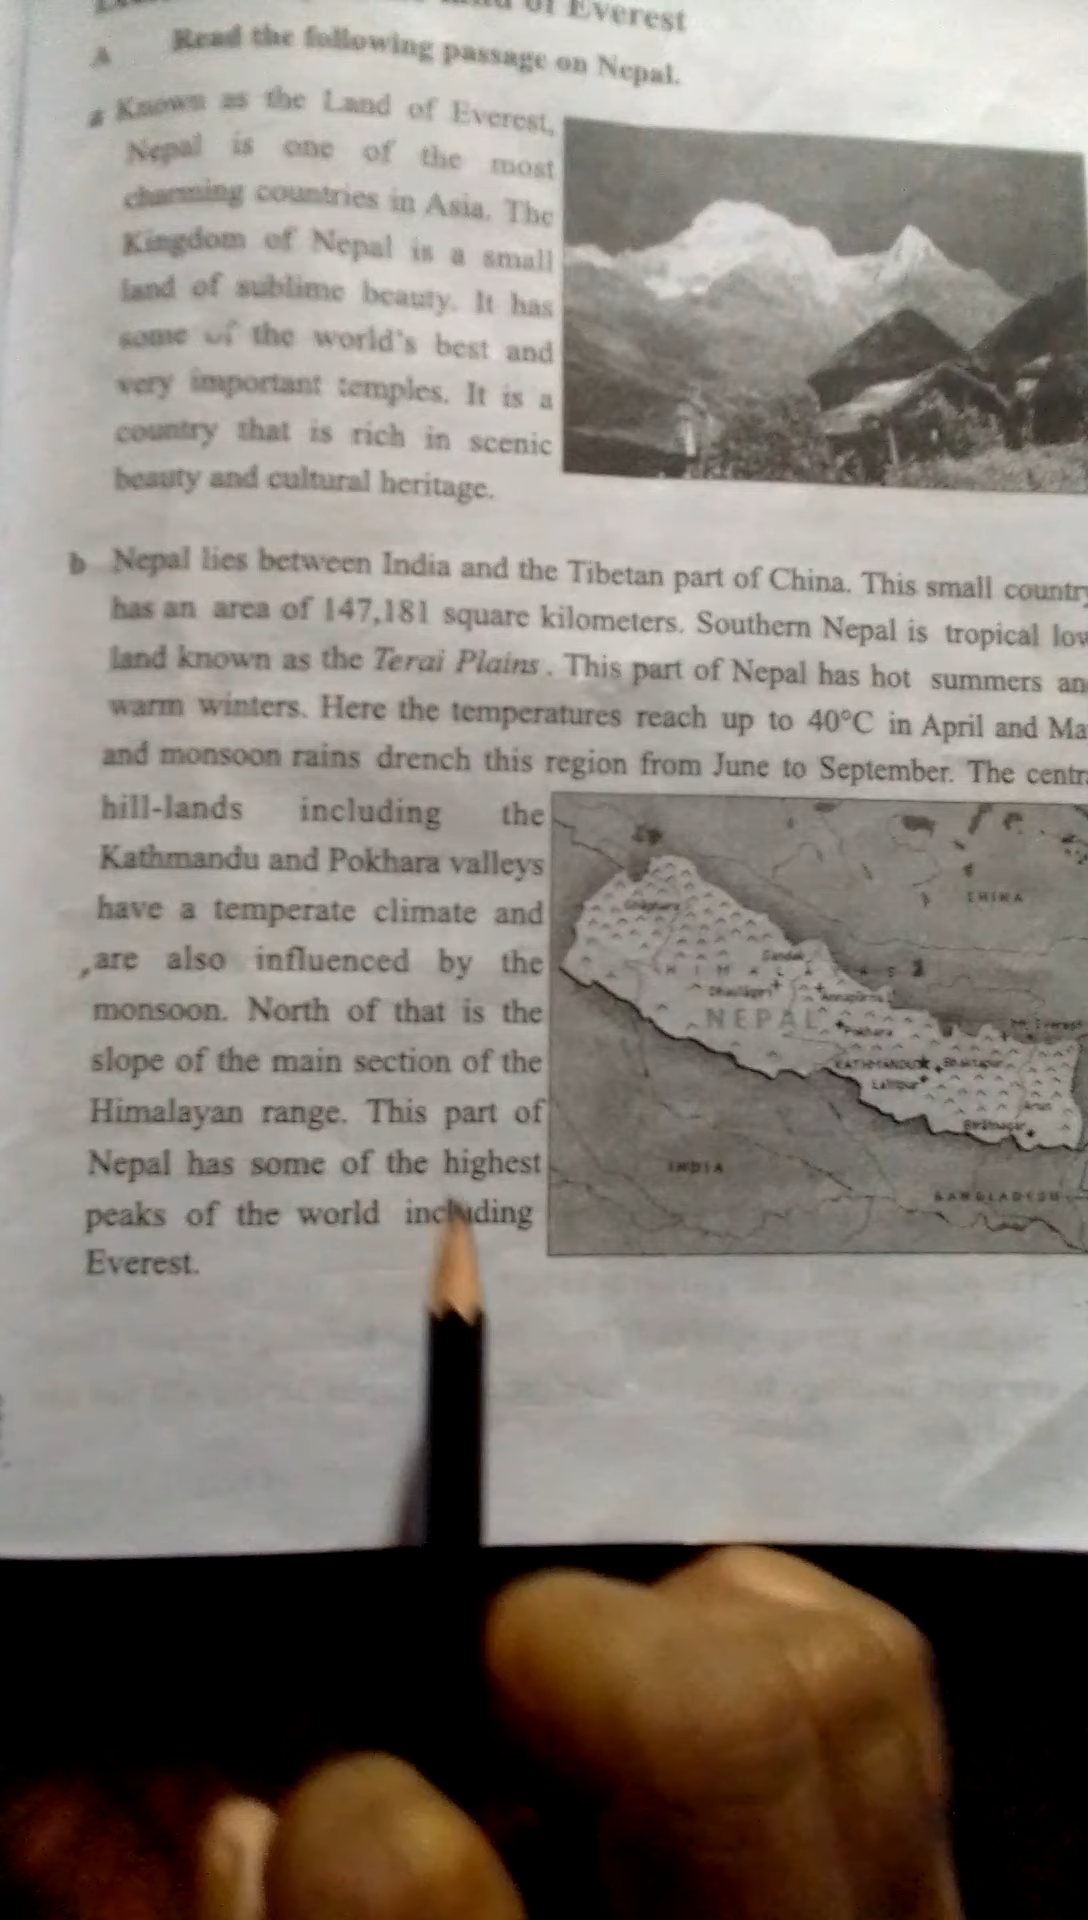 of Everest
A Read the following passage on Nepal.
a Known as the Land of Everest,
Nepal is one of the most
charming countries in Asia. The
Kingdom of Nepal is a small
land of sublime beauty. It has
some of the world's best and
very important temples. It is a
country that is rich in scenic
beauty and cultural heritage.
b Nepal lies between India and the Tibetan part of China. This small country
has an area of 147,181 square kilometers. Southern Nepal is tropical low
land known as the Terai Plains. This part of Nepal has hot summers an
warm winters. Here the temperatures reach up to 40°C in April and Ma
and monsoon rains drench this region from June to September. The centr
hill-lands including the
Kathmandu and Pokhara valleys
have a temperate climate and
are also influenced by the
monsoon. North of that is the
slope of the main section of the
Himalayan range. This part of
Nepal has some of the highest
peaks of the world including
Everest.
CHINA
HIMALAYAS
Dhaulagiri
Annapurna
NEPAL
Pokhara
Mt Everest
KATHMANDU
Bhaktapur
Lalitpur
Arun
Biratnagar
INDIA
BANGLADESH